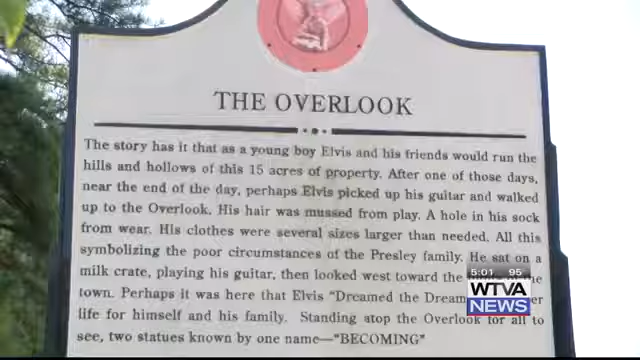 THE OVERLOOK
The story has it that as a young boy Elvis and his friends would run the
hills and hollows of this 15 acres of property. After one of those days,
near the end of the day, perhaps Elvis picked up his guitar and walked
up to the Overlook. His hair was mussed from play. A hole in his sock
from wear. His clothes were several sizes larger than needed. All this
symbolizing the poor circumstances of the Presley family. He sat on a
milk crate, playing his guitar, then looked west toward the the
town. Perhaps it was here that Elvis "Dreamed the Dream
life for himself and his family. Standing atop the Overlook for all to
see, two statues known by one name—"BECOMING"
5:01 95
WTVA
NEWS